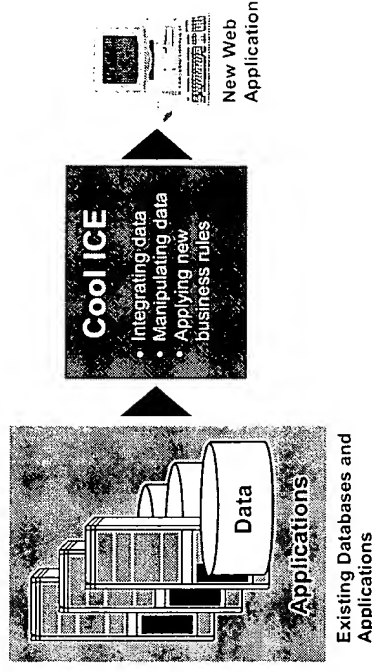 Data
Applications
Existing Databases and
Applications
Cool ICE
• Integrating data
• Manipulating data
• Applying new
business rules
New Web
Application